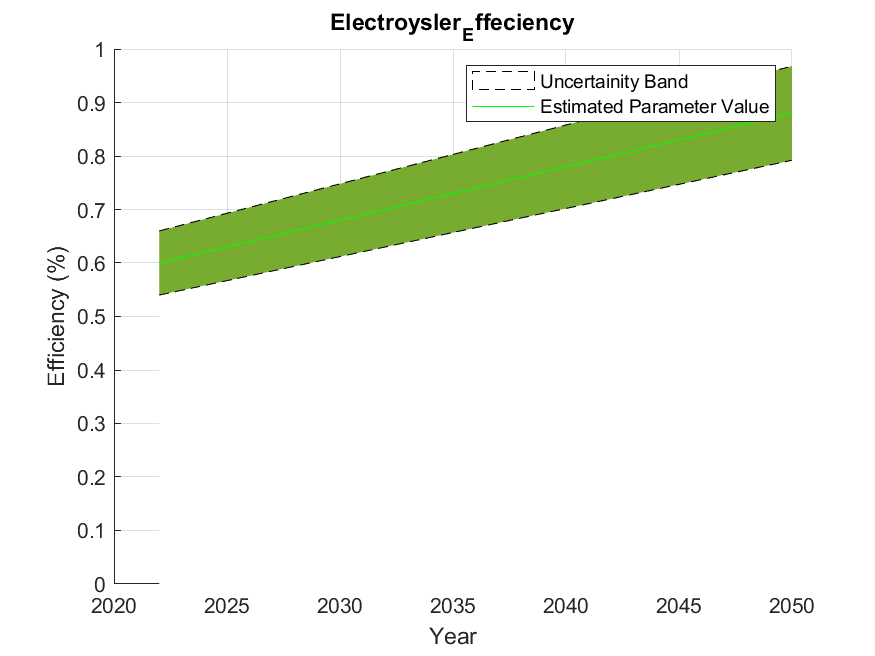 Electroysler_Effeciency
Uncertainity Band
Estimated Parameter Value
1
0.9
0.8
0.7
0.6
0.5
0.4
0.3
0.2
0.1
0
Efficiency (%)
2020 2025 2030 2035 2040 2045 2050
Year